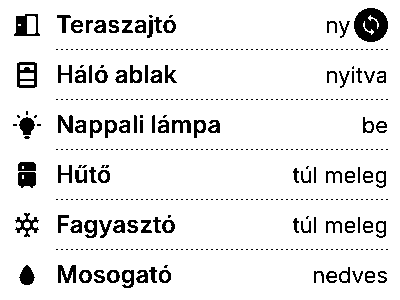 Teraszajtó ny
Háló ablak nyitva
Nappali lámpa be
Hűtő túl meleg
Fagyasztó túl meleg
Mosogató nedves